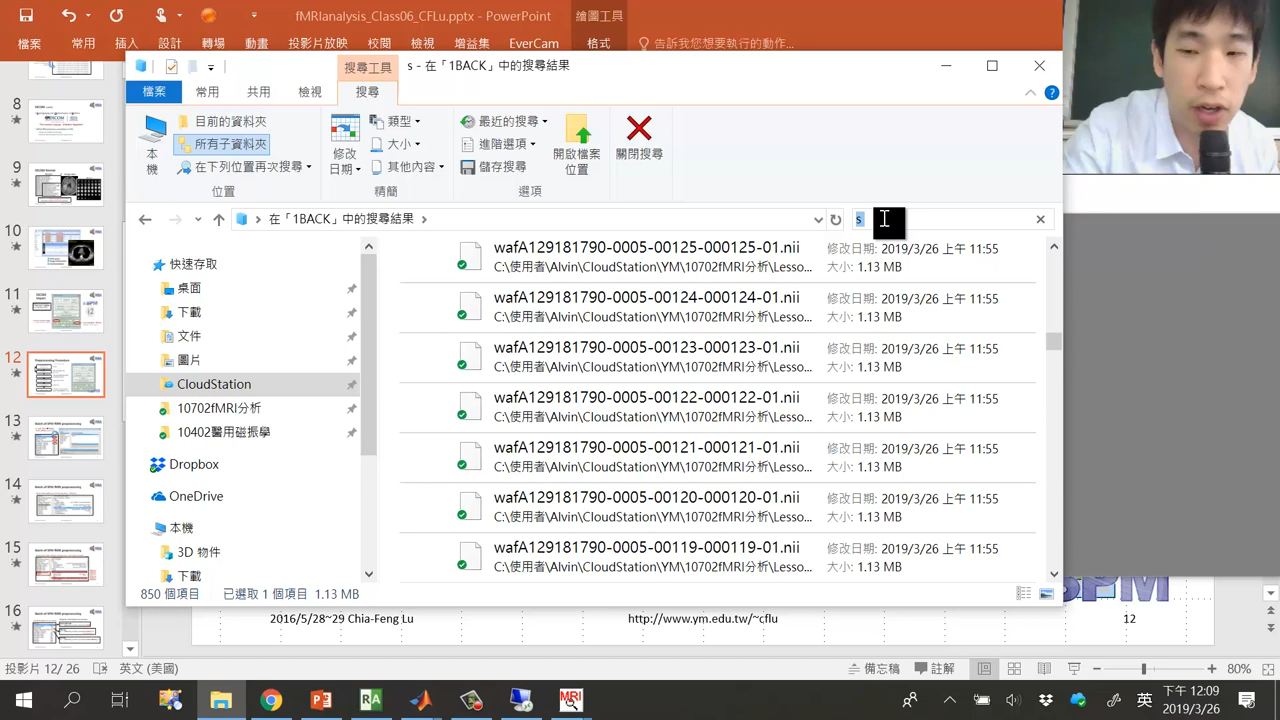 fMRIanalysis_Class06_CFLu.pptx - PowerPoint
繪圖工具
檔案 常用 插入 設計 轉場 動畫 投影片放映 校閱 檢視 增益集 EverCam 格式 告訴我您想要執行的動作...
搜尋工具
s - 在「1BACK」中的搜尋結果
檔案 常用 共用 檢視 搜尋
本機
目前的資料夾
所有子資料夾
在下列位置再次搜尋
位置
修改日期
類型
大小
其他內容
精簡
最近的搜尋
進階選項
儲存搜尋
開啟檔案位置
選項
關閉搜尋
在「1BACK」中的搜尋結果
s
快速存取
桌面
下載
文件
圖片
CloudStation
10702fMRI分析
10402醫用磁振學
Dropbox
OneDrive
本機
3D 物件
下載
wafA129181790-0005-00125-000125-01.nii 修改日期: 2019/3/26 上午 11:55
C:\使用者\Alvin\CloudStation\YM\10702fMRI分析\Lesso... 大小: 1.13 MB
wafA129181790-0005-00124-000124-01.nii 修改日期: 2019/3/26 上午 11:55
C:\使用者\Alvin\CloudStation\YM\10702fMRI分析\Lesso... 大小: 1.13 MB
wafA129181790-0005-00123-000123-01.nii 修改日期: 2019/3/26 上午 11:55
C:\使用者\Alvin\CloudStation\YM\10702fMRI分析\Lesso... 大小: 1.13 MB
wafA129181790-0005-00122-000122-01.nii 修改日期: 2019/3/26 上午 11:55
C:\使用者\Alvin\CloudStation\YM\10702fMRI分析\Lesso... 大小: 1.13 MB
wafA129181790-0005-00121-000121-01.nii 修改日期: 2019/3/26 上午 11:55
C:\使用者\Alvin\CloudStation\YM\10702fMRI分析\Lesso... 大小: 1.13 MB
wafA129181790-0005-00120-000120-01.nii 修改日期: 2019/3/26 上午 11:55
C:\使用者\Alvin\CloudStation\YM\10702fMRI分析\Lesso... 大小: 1.13 MB
wafA129181790-0005-00119-000119-01.nii 修改日期: 2019/3/26 上午 11:55
C:\使用者\Alvin\CloudStation\YM\10702fMRI分析\Lesso... 大小: 1.13 MB
850 個項目 已選取 1 個項目 1.13 MB
8
9
10
11
12
13
14
15
16
SPM
2016/5/28~29 Chia-Feng Lu http://www.ym.edu.tw/~cflu 12
投影片 12/ 26 英文 (美國) 備忘稿 註解 80%
RA
MRI
英
下午 12:09
2019/3/26